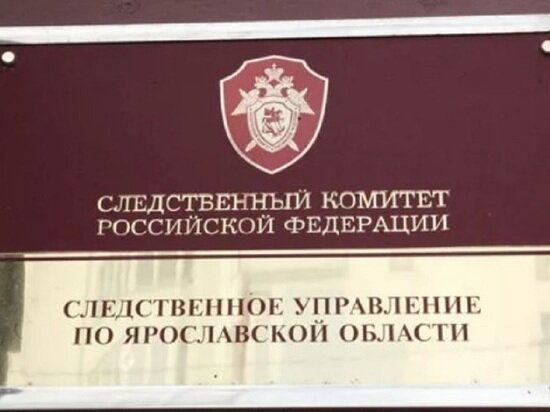 СЛЕДСТВЕННЫЙ КОМИТЕТ
РОССИЙСКОЙ ФЕДЕРАЦИИ
СЛЕДСТВЕННОЕ УПРАВЛЕНИЕ
ПО ЯРОСЛАВСКОЙ ОБЛАСТИ